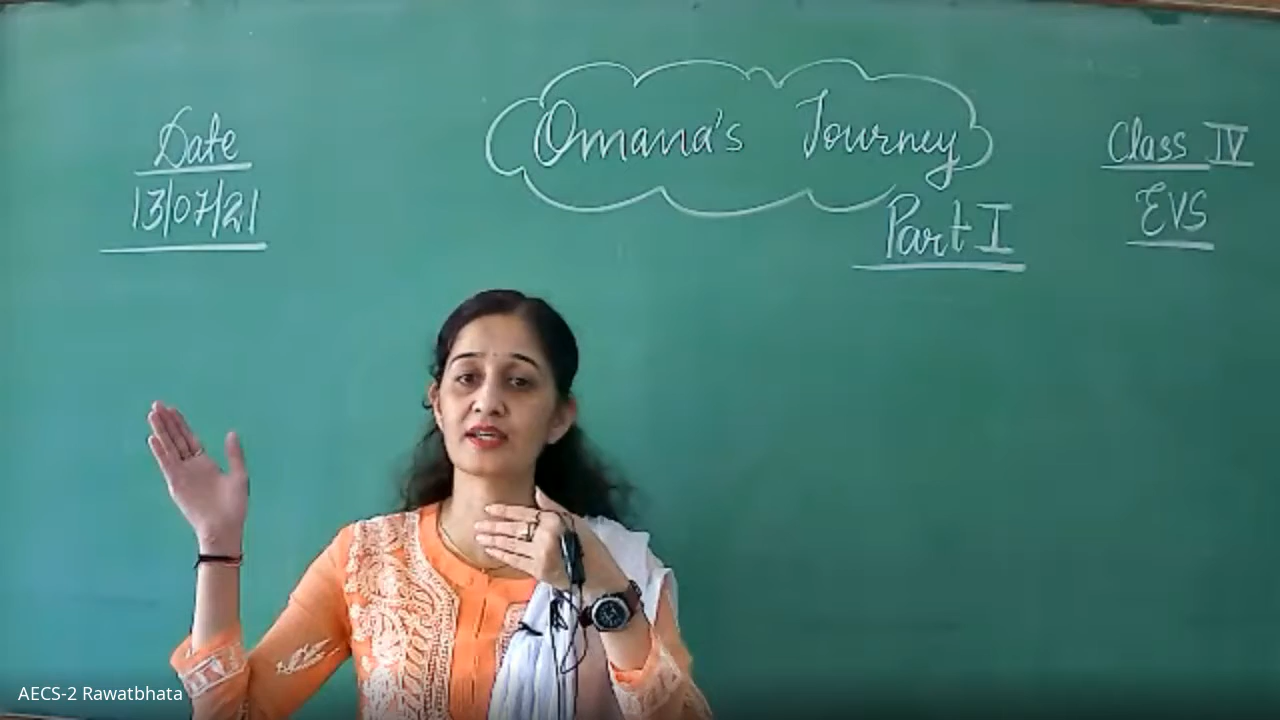 Date
13/07/21
Omana's Journey
Part I
Class IV
EVS
AECS-2 Rawatbhata